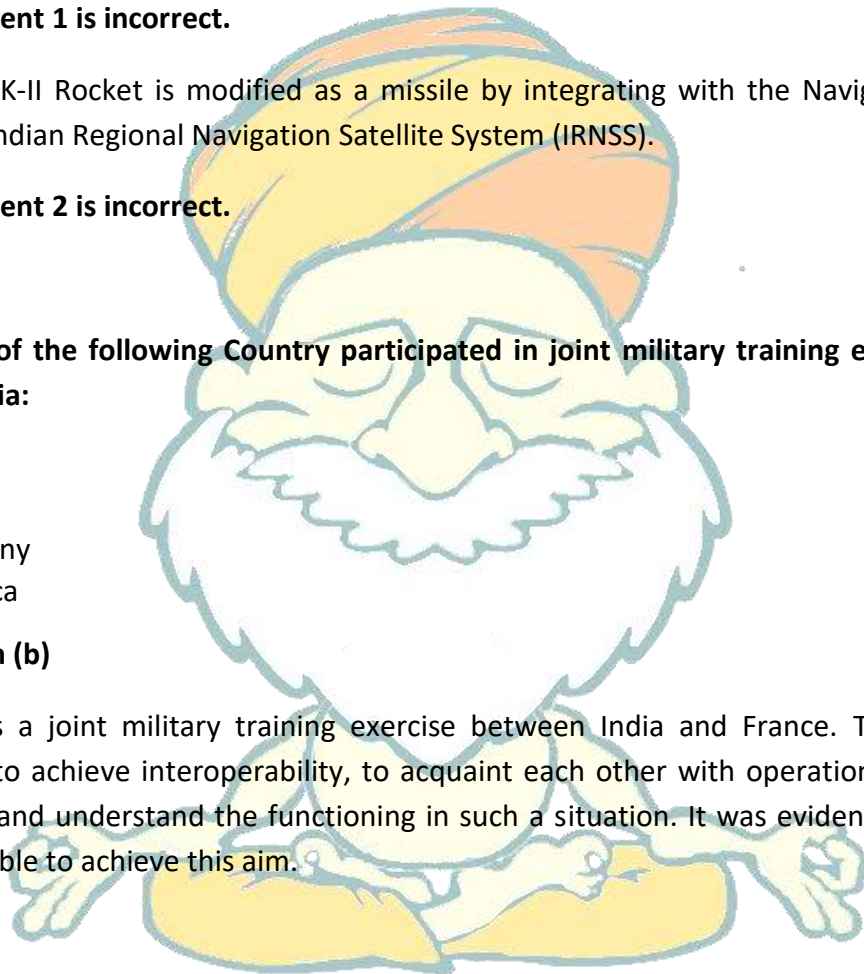 ent 1 is incorrect.
K-II Rocket is modified as a missile by integrating with the Navig
ndian Regional Navigation Satellite System (IRNSS).
ent 2 is incorrect.
of the following Country participated in joint military training e
ia:
ny
ca
n (b)
s a joint military training exercise between India and France. T
to achieve interoperability, to acquaint each other with operation
and understand the functioning in such a situation. It was eviden
ble to achieve this aim.